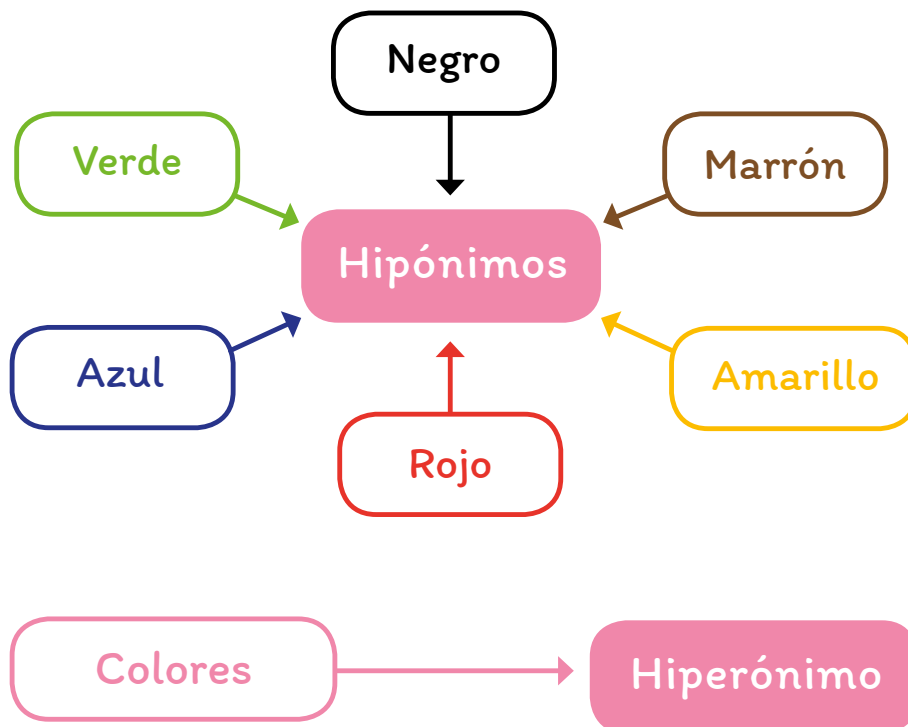 Negro
Verde
Marrón
Hipónimos
Azul
Amarillo
Rojo
Colores
Hiperónimo